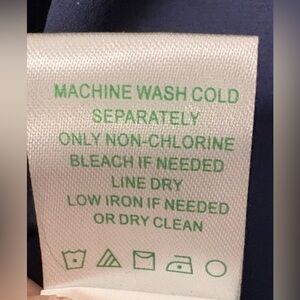 MACHINE WASH COLD
SEPARATELY
ONLY NON-CHLORINE
BLEACH IF NEEDED
LINE DRY
LOW IRON IF NEEDED
OR DRY CLEAN